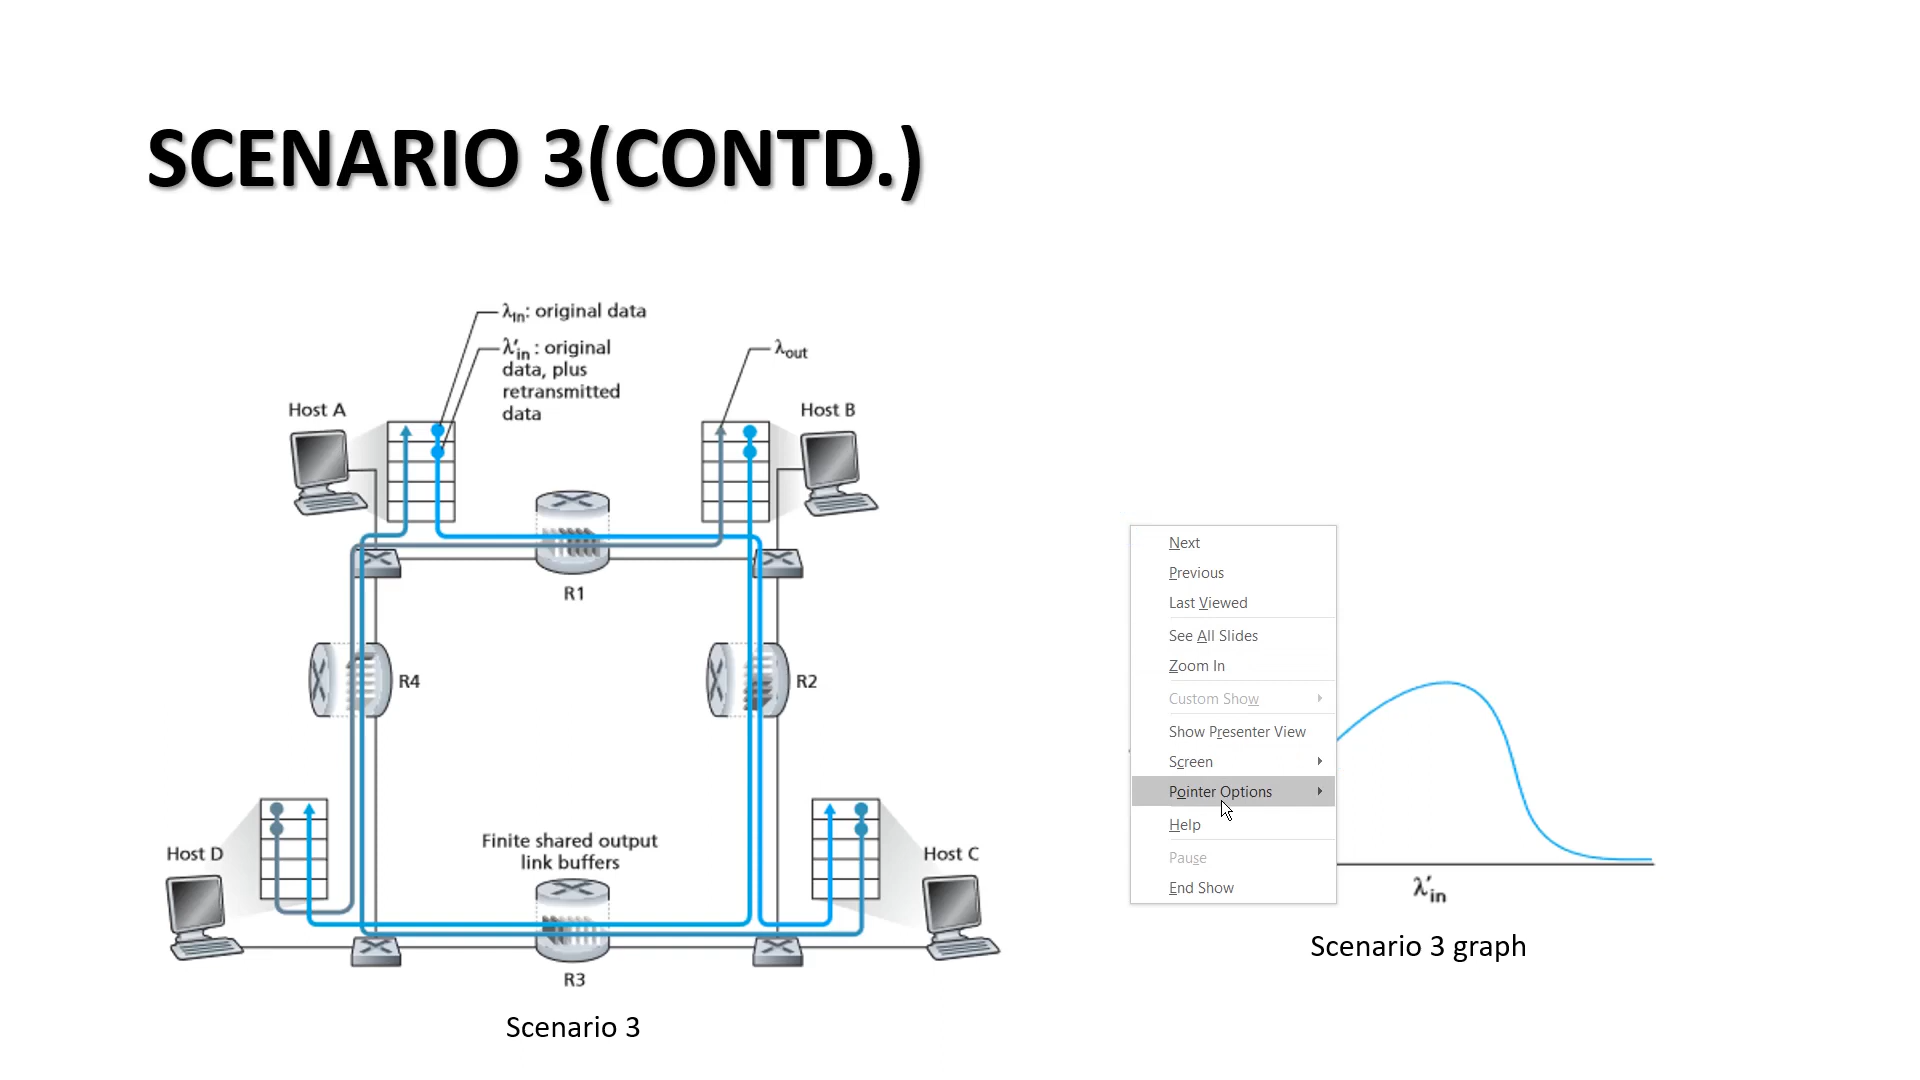 SCENARIO 3(CONTD.)
λin: original data
λ′in : original
data, plus
retransmitted
data
λout
Host A
Host B
R1
R4
R2
Host D
Finite shared output
link buffers
Host C
R3
Scenario 3
Next
Previous
Last Viewed
See All Slides
Zoom In
Custom Show
Show Presenter View
Screen
Pointer Options
Help
Pause
End Show
λ′in
Scenario 3 graph